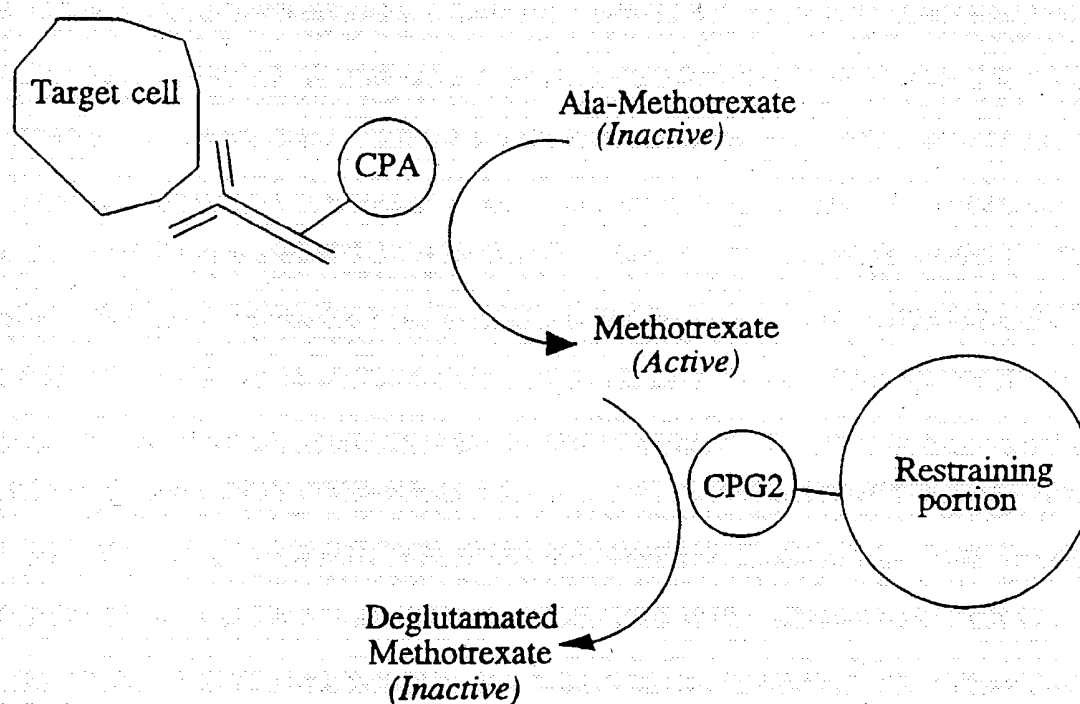 Target cell
CPA
Ala-Methotrexate
(Inactive)
Methotrexate
(Active)
CPG2
Restraining
portion
Deglutamated
Methotrexate
(Inactive)